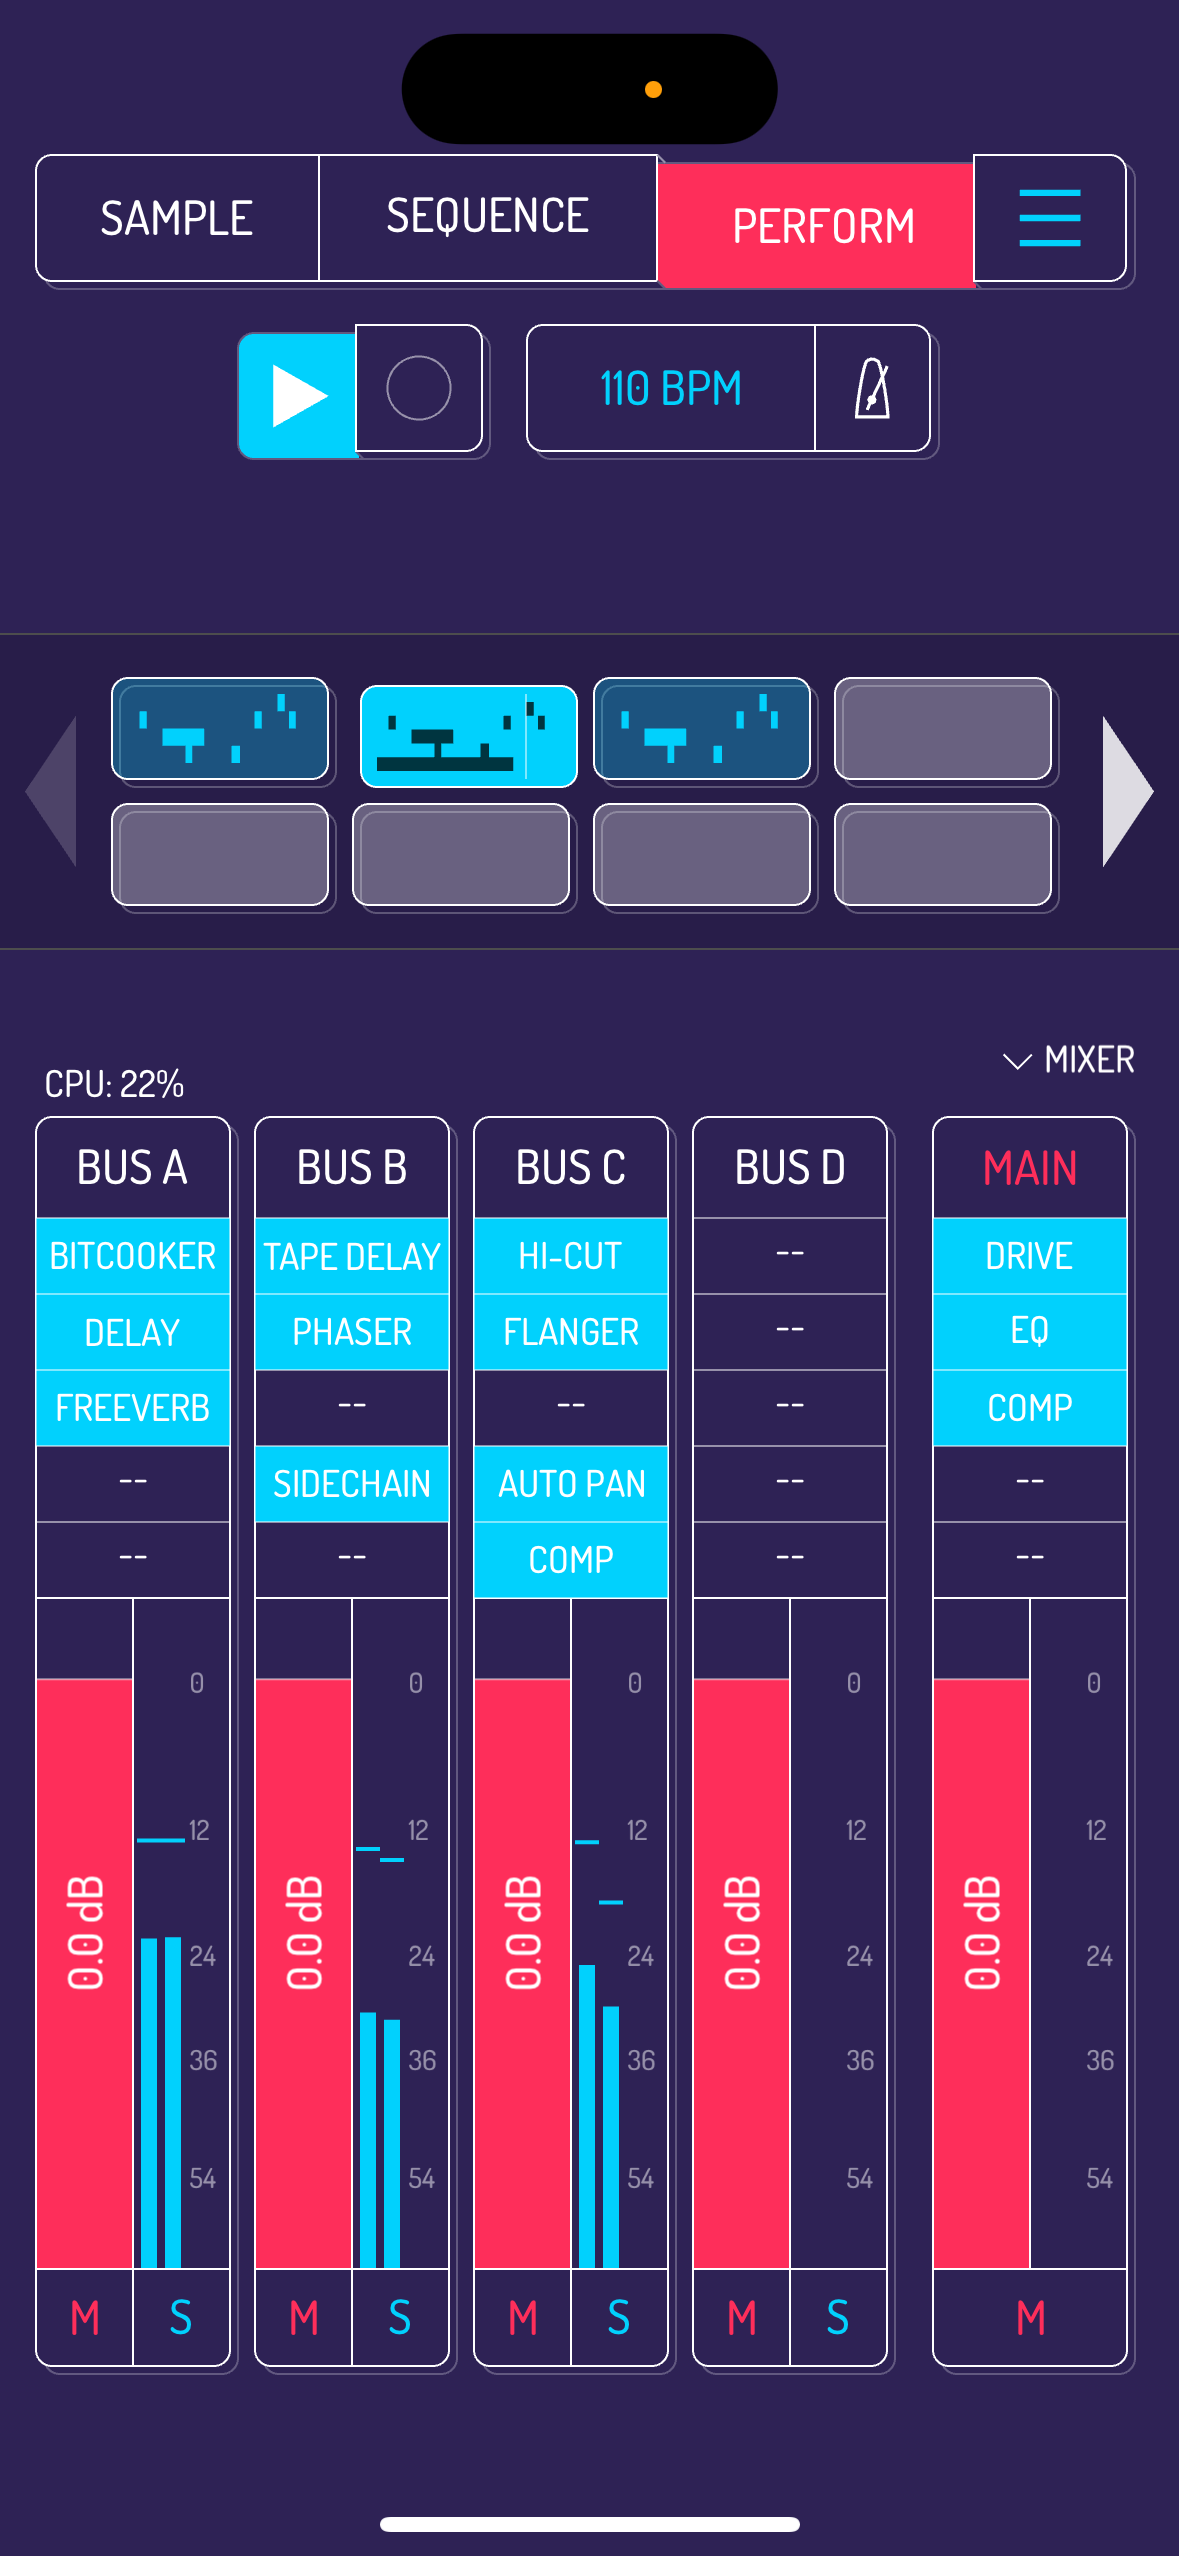 SAMPLE SEQUENCE PERFORM
110 BPM
MIXER
CPU: 22%
BUS A BUS B BUS C BUS D MAIN
BITCOOKER TAPE DELAY HI-CUT -- DRIVE
DELAY PHASER FLANGER -- EQ
FREEVERB -- -- -- COMP
-- SIDECHAIN AUTO PAN -- --
-- -- COMP -- --
0 0 0 0 0
12 12 12 12 12
0.0 dB 0.0 dB 0.0 dB 0.0 dB 0.0 dB
24 24 24 24 24
36 36 36 36 36
54 54 54 54 54
M S M S M S M S M